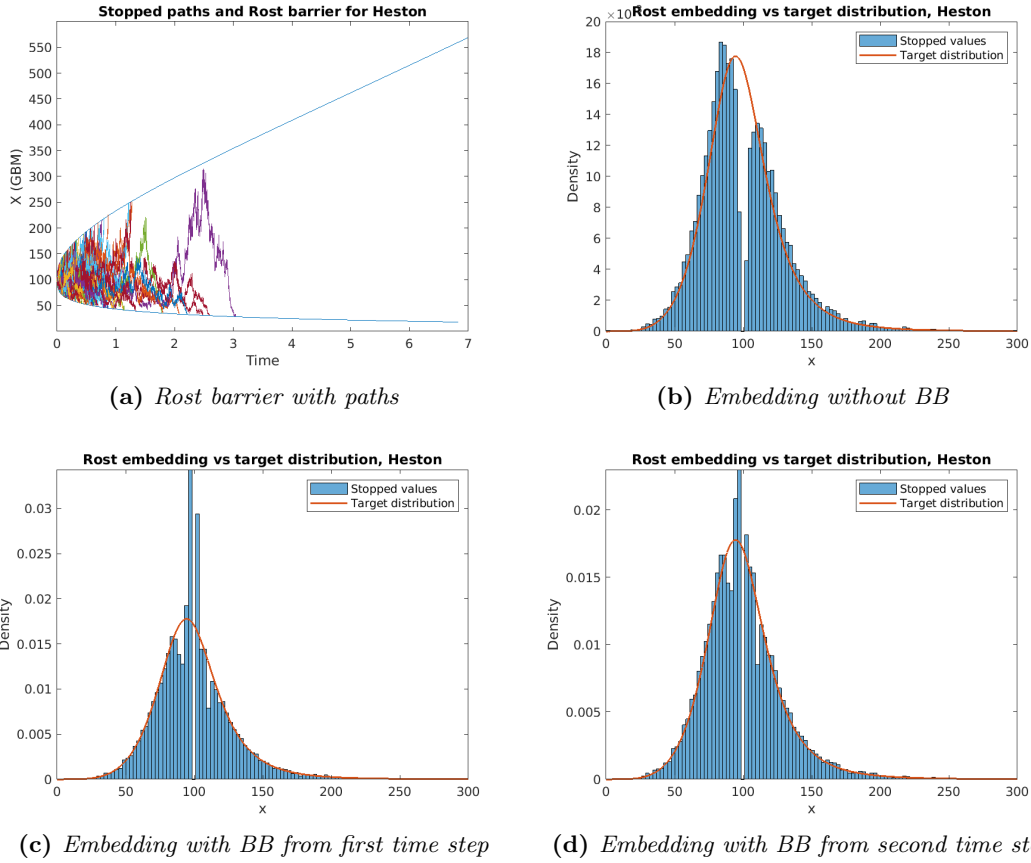 Stopped paths and Rost barrier for Heston
550
500
450
400
350
300
250
200
150
100
50
X (GBM)
0 1 2 3 4 5 6 7
Time
(a) Rost barrier with paths
Rost embedding vs target distribution, Heston
20
18
16
14
12
10
8
6
4
2
0
Density
Stopped values
Target distribution
0 50 100 150 200 250 300
x
(b) Embedding without BB
Rost embedding vs target distribution, Heston
0.03
0.025
0.02
0.015
0.01
0.005
0
Density
Stopped values
Target distribution
0 50 100 150 200 250 300
x
(c) Embedding with BB from first time step
Rost embedding vs target distribution, Heston
0.02
0.015
0.01
0.005
0
Density
Stopped values
Target distribution
0 50 100 150 200 250 300
x
(d) Embedding with BB from second time st